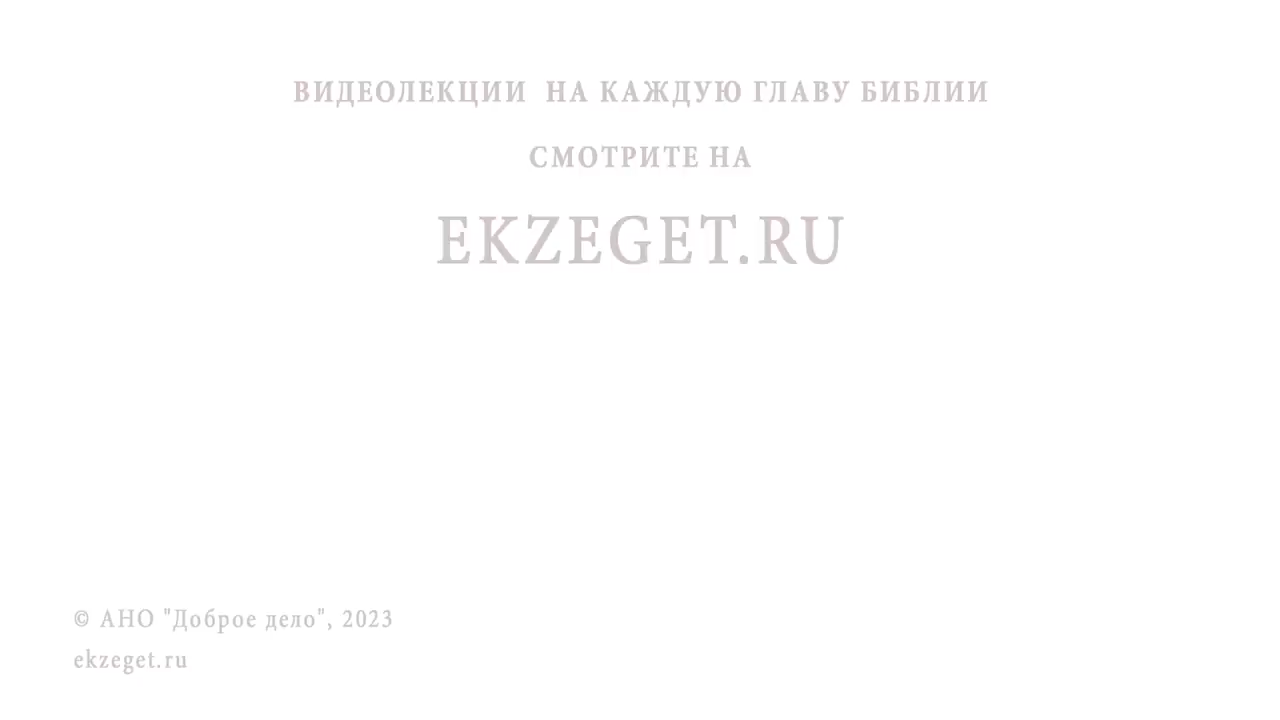 ВИДЕОЛЕКЦИИ НА КАЖДУЮ ГЛАВУ БИБЛИИ
СМОТРИТЕ НА
EKZEGET.RU
© АНО "Доброе дело", 2023
ekzeget.ru